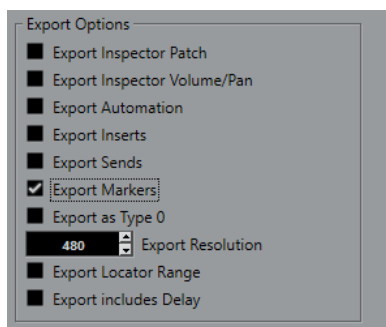 Export Options
Export Inspector Patch
Export Inspector Volume/Pan
Export Automation
Export Inserts
Export Sends
Export Markers
Export as Type 0
480 Export Resolution
Export Locator Range
Export includes Delay